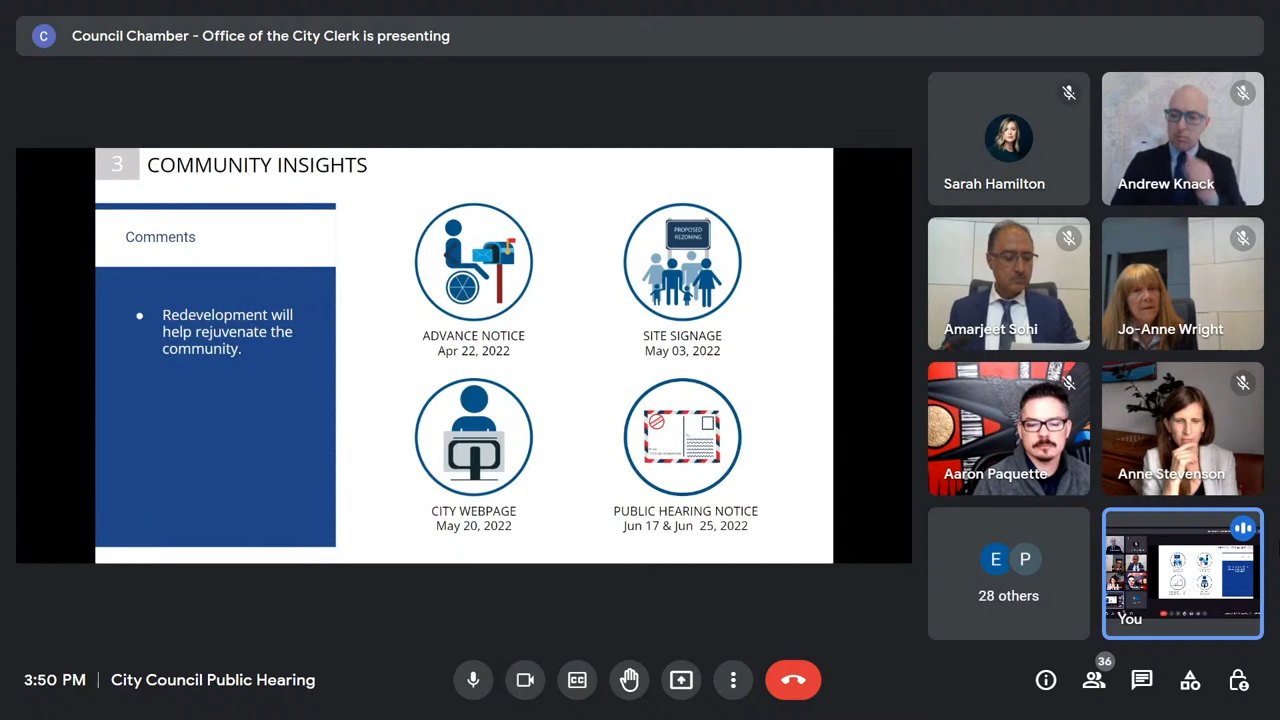 C
Council Chamber - Office of the City Clerk is presenting
3
COMMUNITY INSIGHTS
Comments
● Redevelopment will
help rejuvenate the
community.
PROPOSED
REZONING
ADVANCE NOTICE
Apr 22, 2022
SITE SIGNAGE
May 03, 2022
CITY WEBPAGE
May 20, 2022
PUBLIC HEARING NOTICE
Jun 17 & Jun 25, 2022
Sarah Hamilton
Andrew Knack
Amarjeet Sohi
Jo-Anne Wright
Aaron Paquette
Anne Stevenson
E
P
28 others
You
3:50 PM
City Council Public Hearing
36